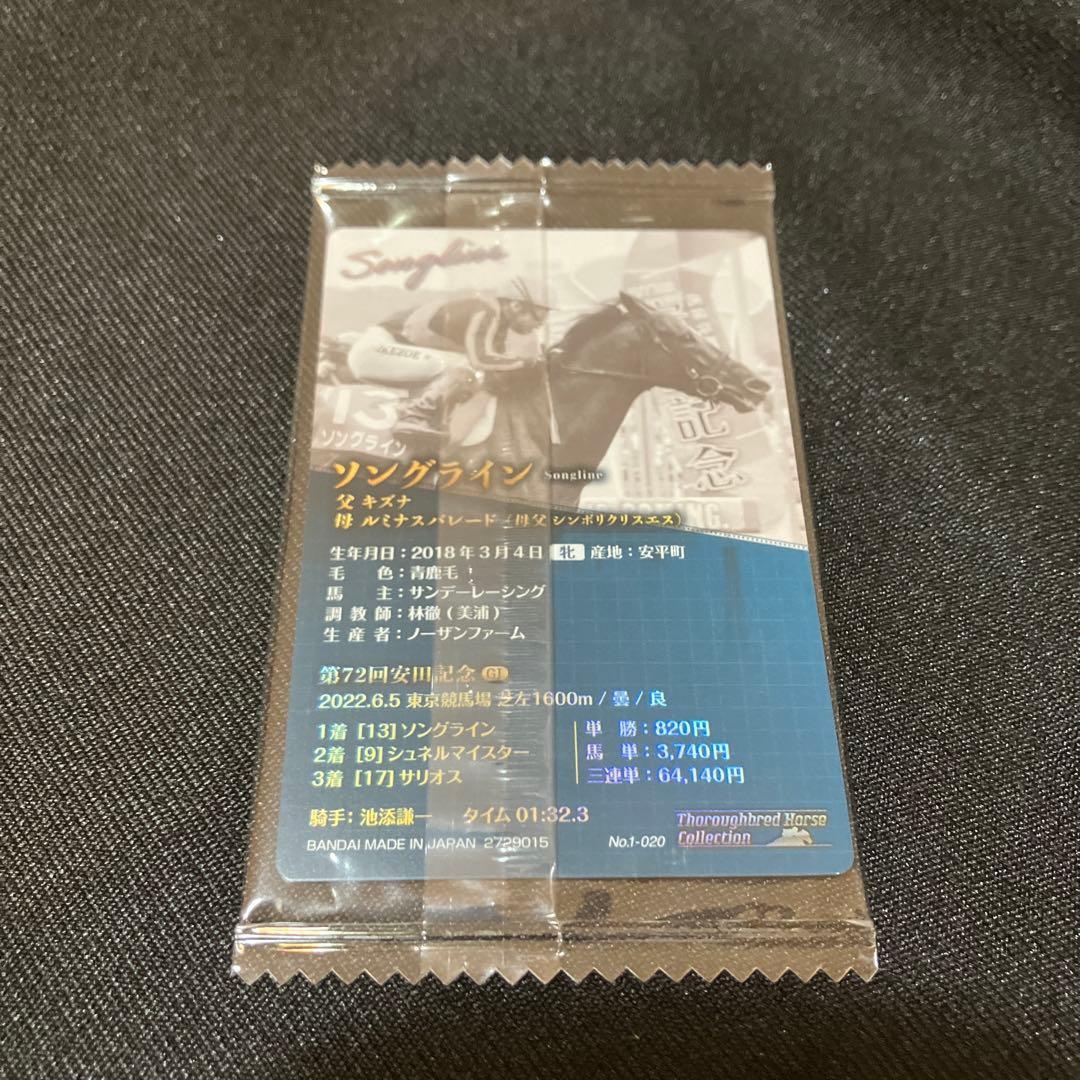 Songline
IKEZOE
13
ソングライン
記念
ソングライン Songline
父 キズナ
母 ルミナスパレード(母父 シンボリクリスエス)
生年月日:2018年3月4日 牝 産地:安平町
毛 色:青鹿毛
馬 主:サンデーレーシング
調教師:林徹(美浦)
生産者:ノーザンファーム
第72回安田記念 GI
2022.6.5 東京競馬場 芝左1600m / 曇 / 良
1着 [13] ソングライン
2着 [9] シュネルマイスター
3着 [17] サリオス
単 勝:820円
馬 単:3,740円
三連単:64,140円
騎手:池添謙一 タイム 01:32.3
BANDAI MADE IN JAPAN 2729015 No.1-020
Thoroughbred Horse
Collection